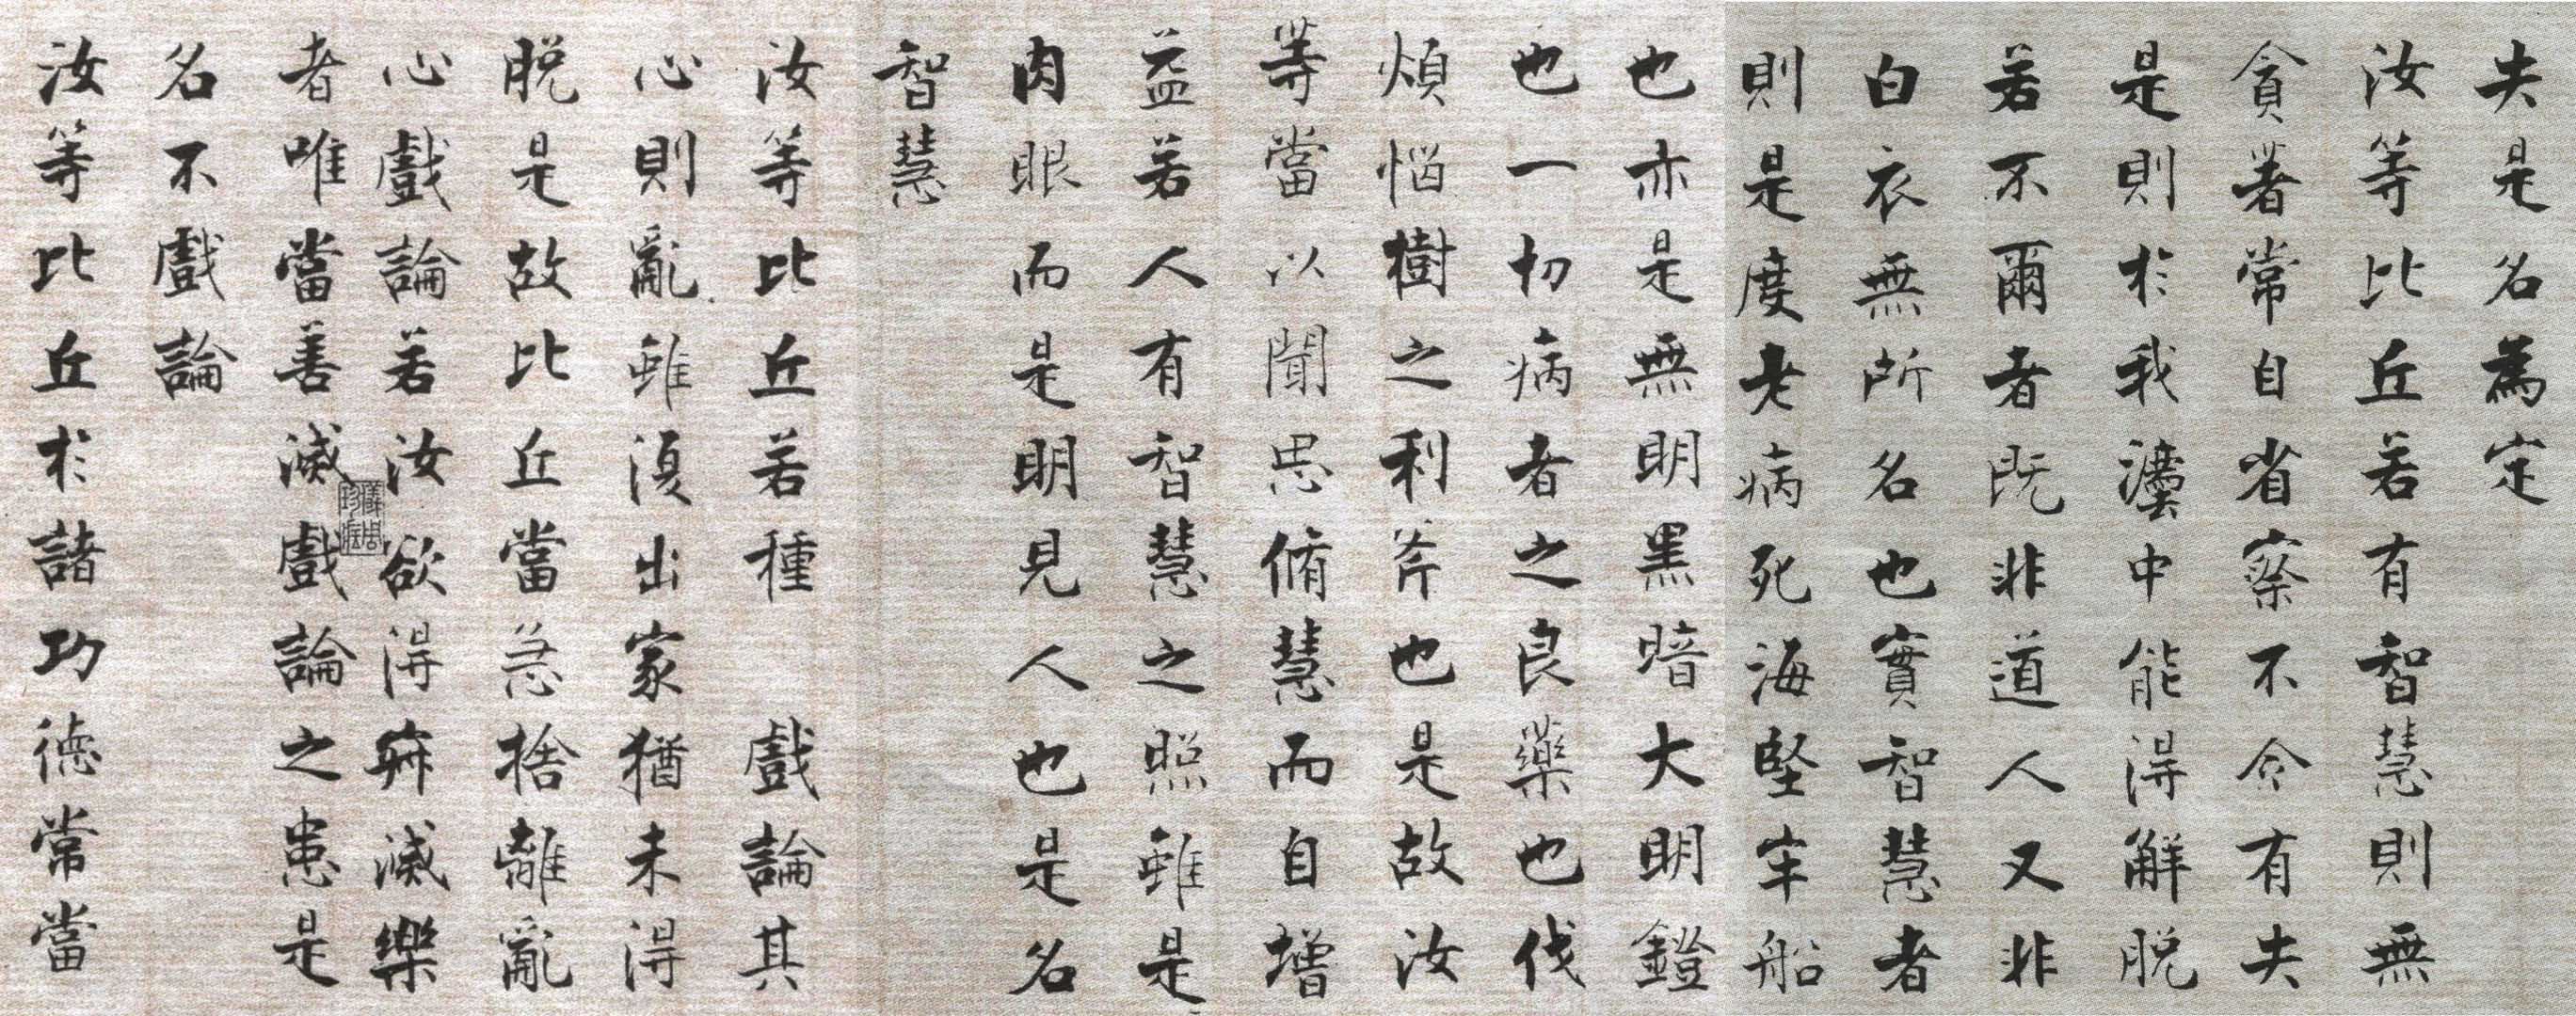 失是名為定
汝等比丘若有智慧則無
貪著常自省察不令有失
是則於我灋中能得解脫
若不爾者既非道人又非
白衣無所名也實智慧者
則是度老病死海堅牢船
也亦是無明黑暗大明鐙
也一切病者之良藥也伐
煩惱樹之利斧也是故汝
等當以聞思脩慧而自增
益若人有智慧之照雖是
肉眼而是明見人也是名
智慧
汝等比丘若種 戲論其
心則亂雖復出家猶未得
脫是故比丘當急捨離亂
心戲論若汝欲得寂滅樂
者唯當善滅戲論之患是
名不戲論
汝等比丘於諸功德常當
儀周珍藏